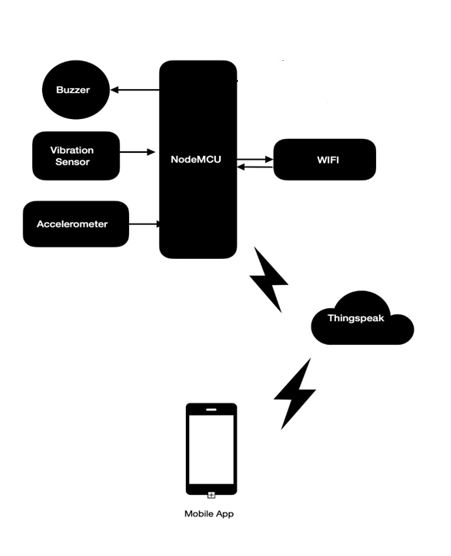 Buzzer
Vibration
Sensor
NodeMCU
WIFI
Accelerometer
Thingspeak
Mobile App